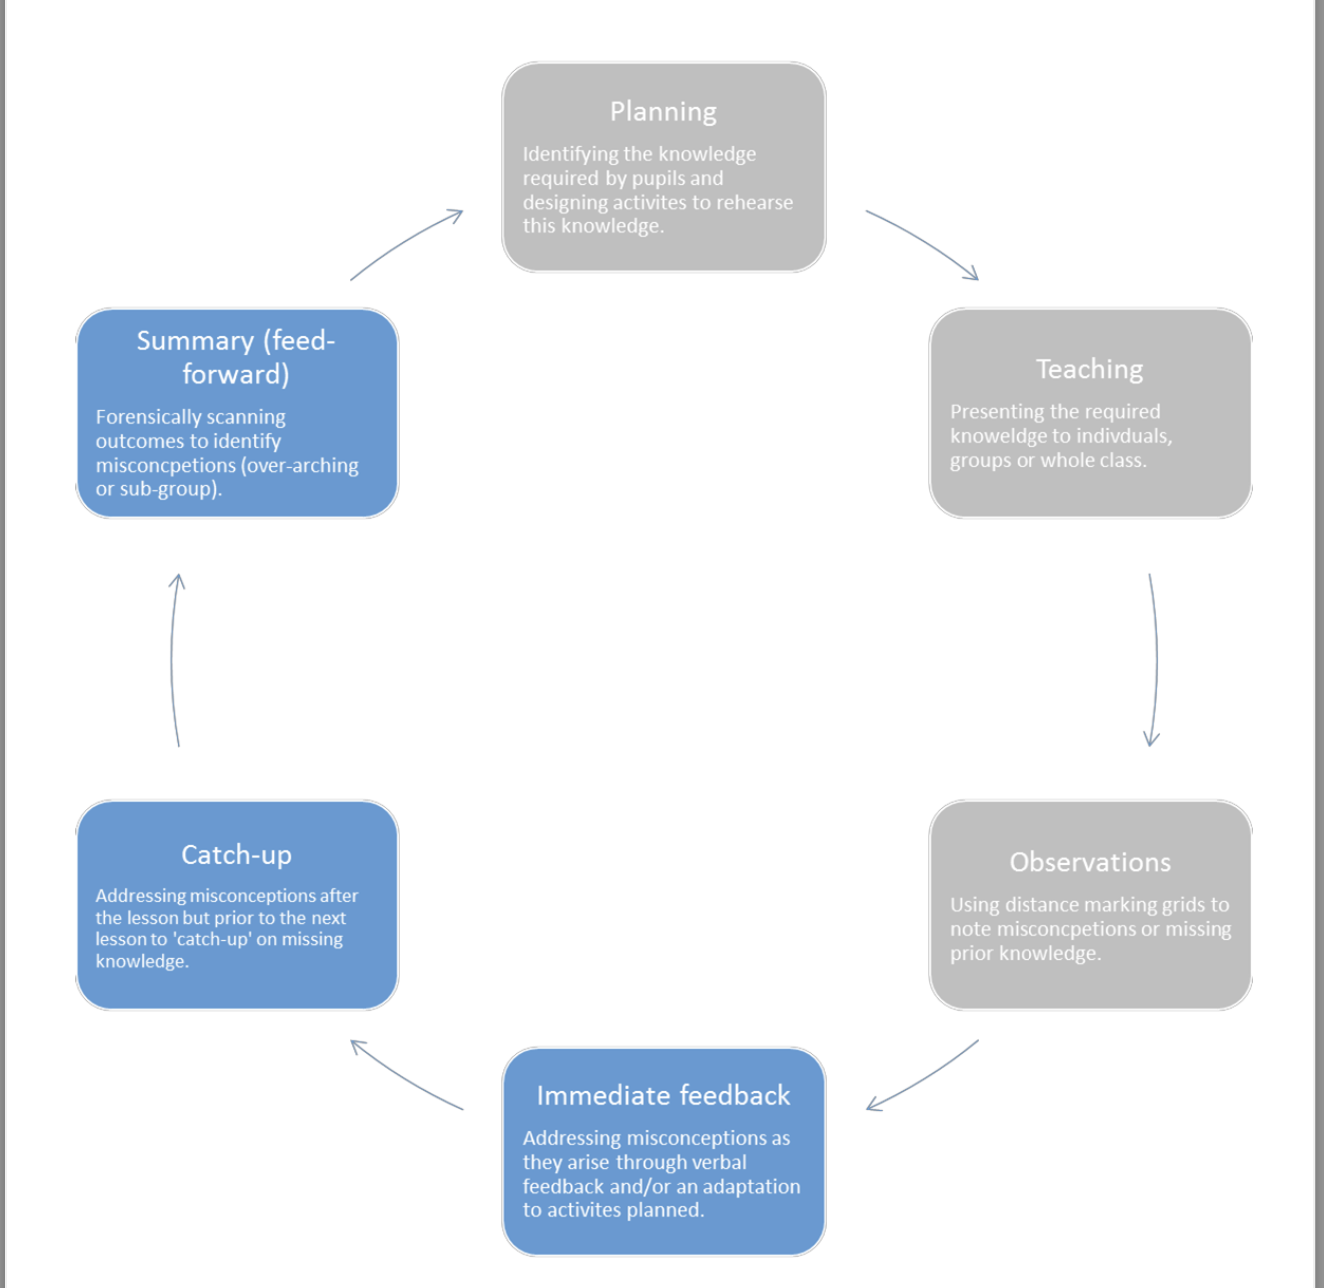 Planning
Identifying the knowledge
required by pupils and
designing activites to rehearse
this knowledge.
Teaching
Presenting the required
knoweldge to indivduals,
groups or whole class.
Observations
Using distance marking grids to
note misconcpetions or missing
prior knowledge.
Immediate feedback
Addressing misconceptions as
they arise through verbal
feedback and/or an adaptation
to activites planned.
Catch-up
Addressing misconceptions after
the lesson but prior to the next
lesson to 'catch-up' on missing
knowledge.
Summary (feed-
forward)
Forensically scanning
outcomes to identify
misconcpetions (over-arching
or sub-group).